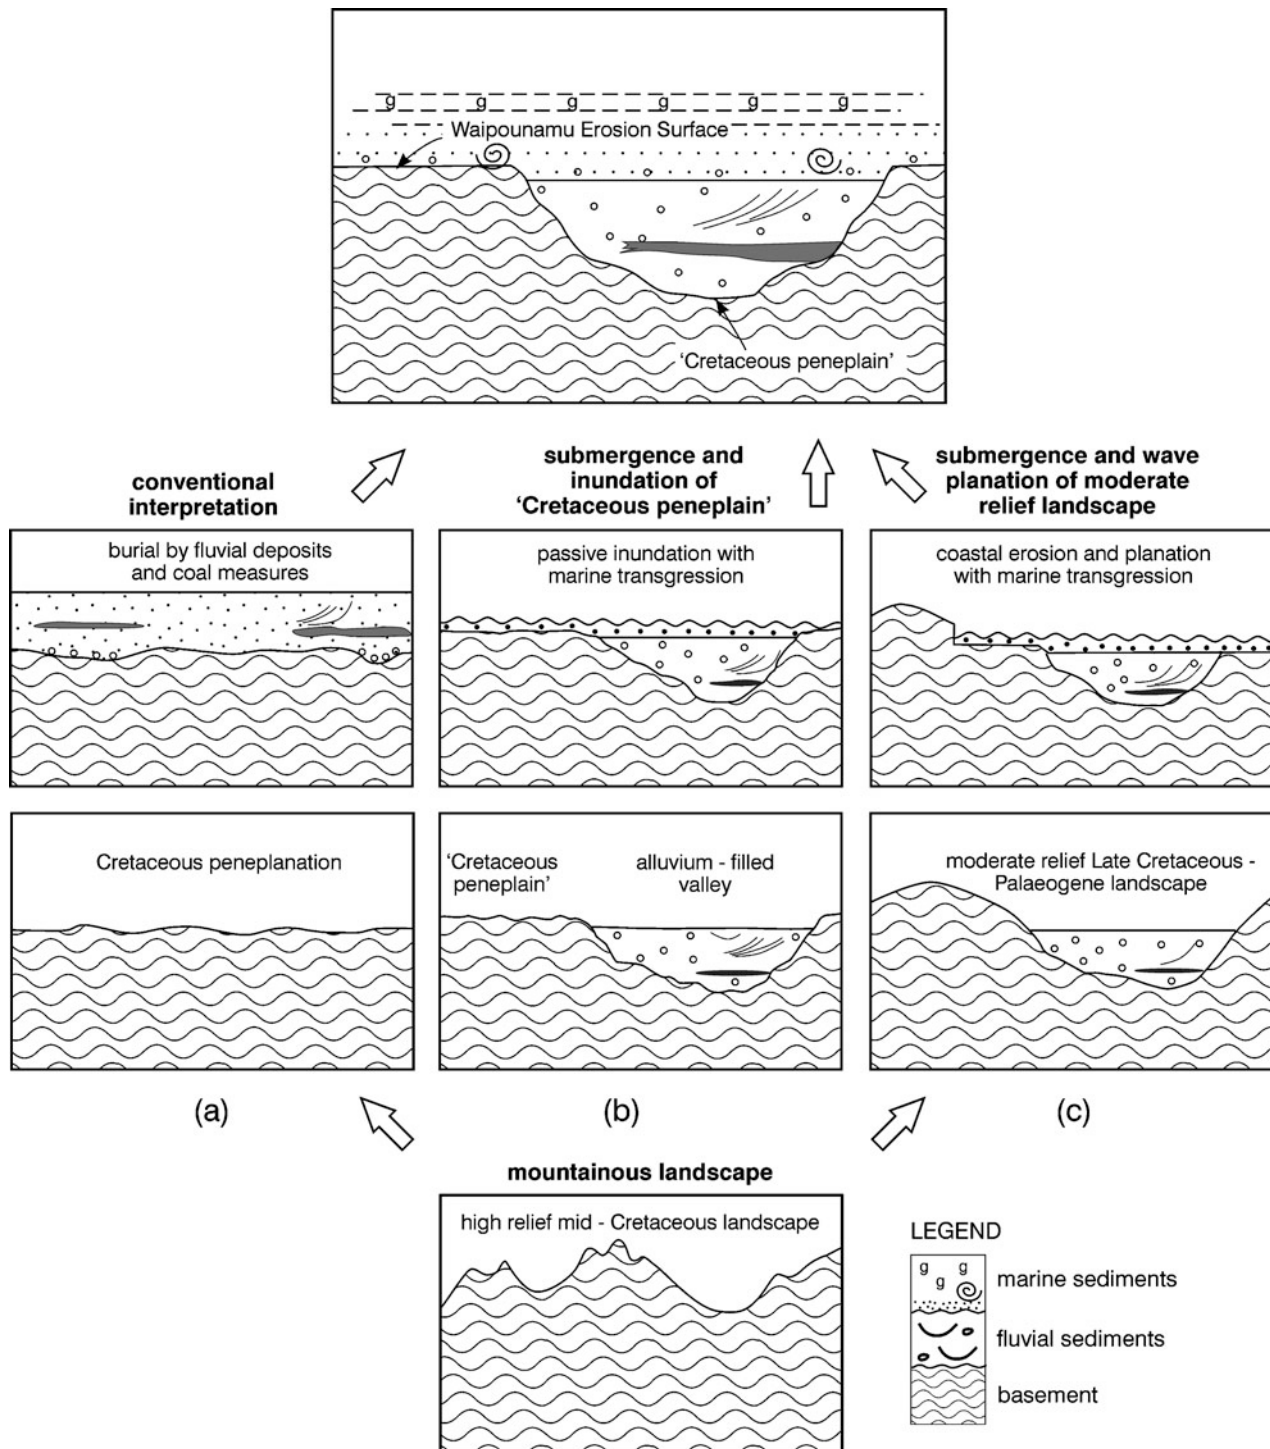 g g g g g g
Waipounamu Erosion Surface
'Cretaceous peneplain'
conventional
interpretation
submergence and
inundation of
'Cretaceous peneplain'
submergence and wave
planation of moderate
relief landscape
burial by fluvial deposits
and coal measures
passive inundation with
marine transgression
coastal erosion and planation
with marine transgression
Cretaceous peneplanation
'Cretaceous
peneplain'
alluvium - filled
valley
moderate relief Late Cretaceous -
Palaeogene landscape
(a)
(b)
(c)
mountainous landscape
high relief mid - Cretaceous landscape
LEGEND
g g
g
marine sediments
fluvial sediments
basement